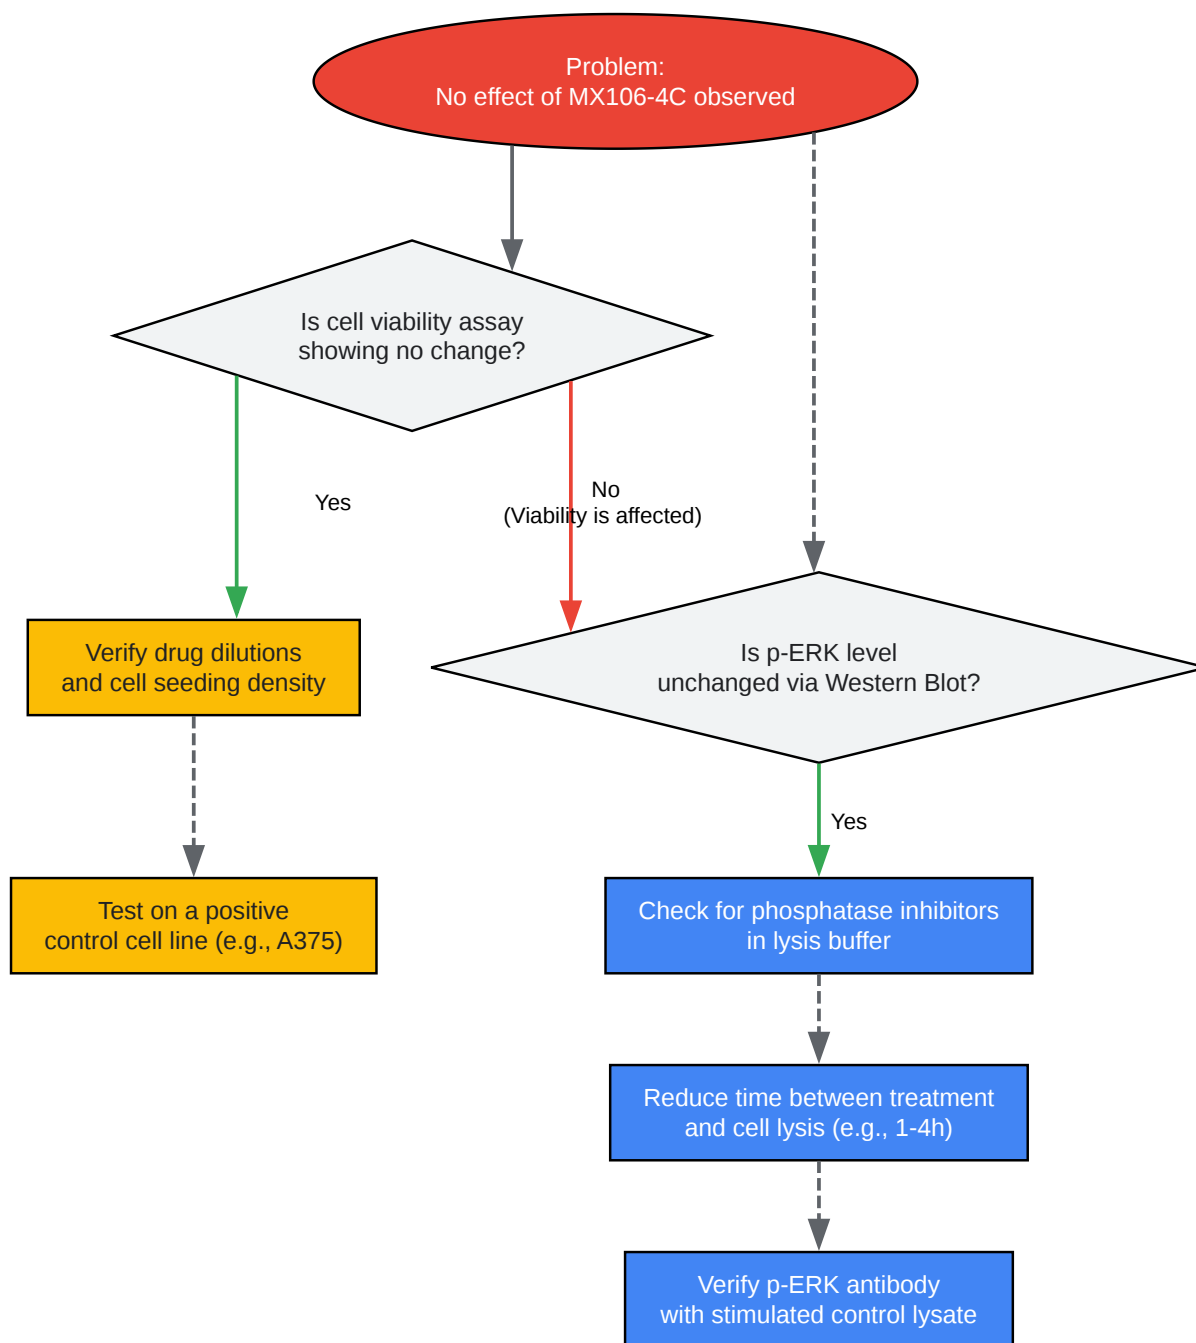 Problem:
No effect of MX106-4C observed
Is cell viability assay
showing no change?
Yes
No
(Viability is affected)
Verify drug dilutions
and cell seeding density
Is p-ERK level
unchanged via Western Blot?
Yes
Test on a positive
control cell line (e.g., A375)
Check for phosphatase inhibitors
in lysis buffer
Reduce time between treatment
and cell lysis (e.g., 1-4h)
Verify p-ERK antibody
with stimulated control lysate